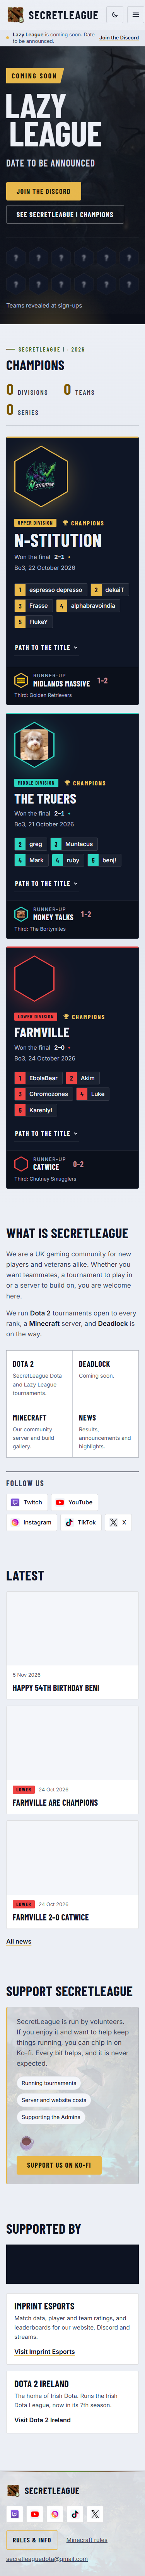 SECRETLEAGUE
Lazy League is coming soon. Date to be announced.
Join the Discord
COMING SOON
LAZY
LEAGUE
DATE TO BE ANNOUNCED
JOIN THE DISCORD
SEE SECRETLEAGUE I CHAMPIONS
Teams revealed at sign-ups
SECRETLEAGUE I · 2026
CHAMPIONS
0 DIVISIONS
0 TEAMS
0 SERIES
UPPER DIVISION
CHAMPIONS
N-STITUTION
Won the final 2–1
Bo3, 22 October 2026
1 espresso depresso
2 dekaIT
3 Frasse
4 alphabravoindia
5 FlukeY
PATH TO THE TITLE
RUNNER-UP
MIDLANDS MASSIVE
1–2
Third: Golden Retrievers
MIDDLE DIVISION
CHAMPIONS
THE TRUERS
Won the final 2–1
Bo3, 21 October 2026
2 greg
3 Muntacus
4 Mark
4 ruby
5 benj!
PATH TO THE TITLE
RUNNER-UP
MONEY TALKS
1–2
Third: The Bortymites
LOWER DIVISION
CHAMPIONS
FARMVILLE
Won the final 2–0
Bo3, 24 October 2026
1 EbolaBear
2 Akim
3 Chromozones
4 Luke
5 Karenlyl
PATH TO THE TITLE
RUNNER-UP
CATWICE
0–2
Third: Chutney Smugglers
WHAT IS SECRETLEAGUE
We are a UK gaming community for new
players and veterans alike. Whether you
want teammates, a tournament to play in
or a server to build on, you are welcome
here.
We run Dota 2 tournaments open to every
rank, a Minecraft server, and Deadlock is
on the way.
DOTA 2
SecretLeague Dota
and Lazy League
tournaments.
DEADLOCK
Coming soon.
MINECRAFT
Our community
server and build
gallery.
NEWS
Results,
announcements and
highlights.
FOLLOW US
Twitch
YouTube
Instagram
TikTok
X
LATEST
5 Nov 2026
HAPPY 54TH BIRTHDAY BENI
LOWER
24 Oct 2026
FARMVILLE ARE CHAMPIONS
LOWER
24 Oct 2026
FARMVILLE 2–0 CATWICE
All news
SUPPORT SECRETLEAGUE
SecretLeague is run by volunteers.
If you enjoy it and want to help keep
things running, you can chip in on
Ko-fi. Every bit helps, and it is never
expected.
Running tournaments
Server and website costs
Supporting the Admins
SUPPORT US ON KO-FI
SUPPORTED BY
IMPRINT ESPORTS
Match data, player and team ratings, and
leaderboards for our website, Discord and
streams.
Visit Imprint Esports
DOTA 2 IRELAND
The home of Irish Dota. Runs the Irish
Dota League, now in its 7th season.
Visit Dota 2 Ireland
SECRETLEAGUE
RULES & INFO
Minecraft rules
secretleaguedota@gmail.com